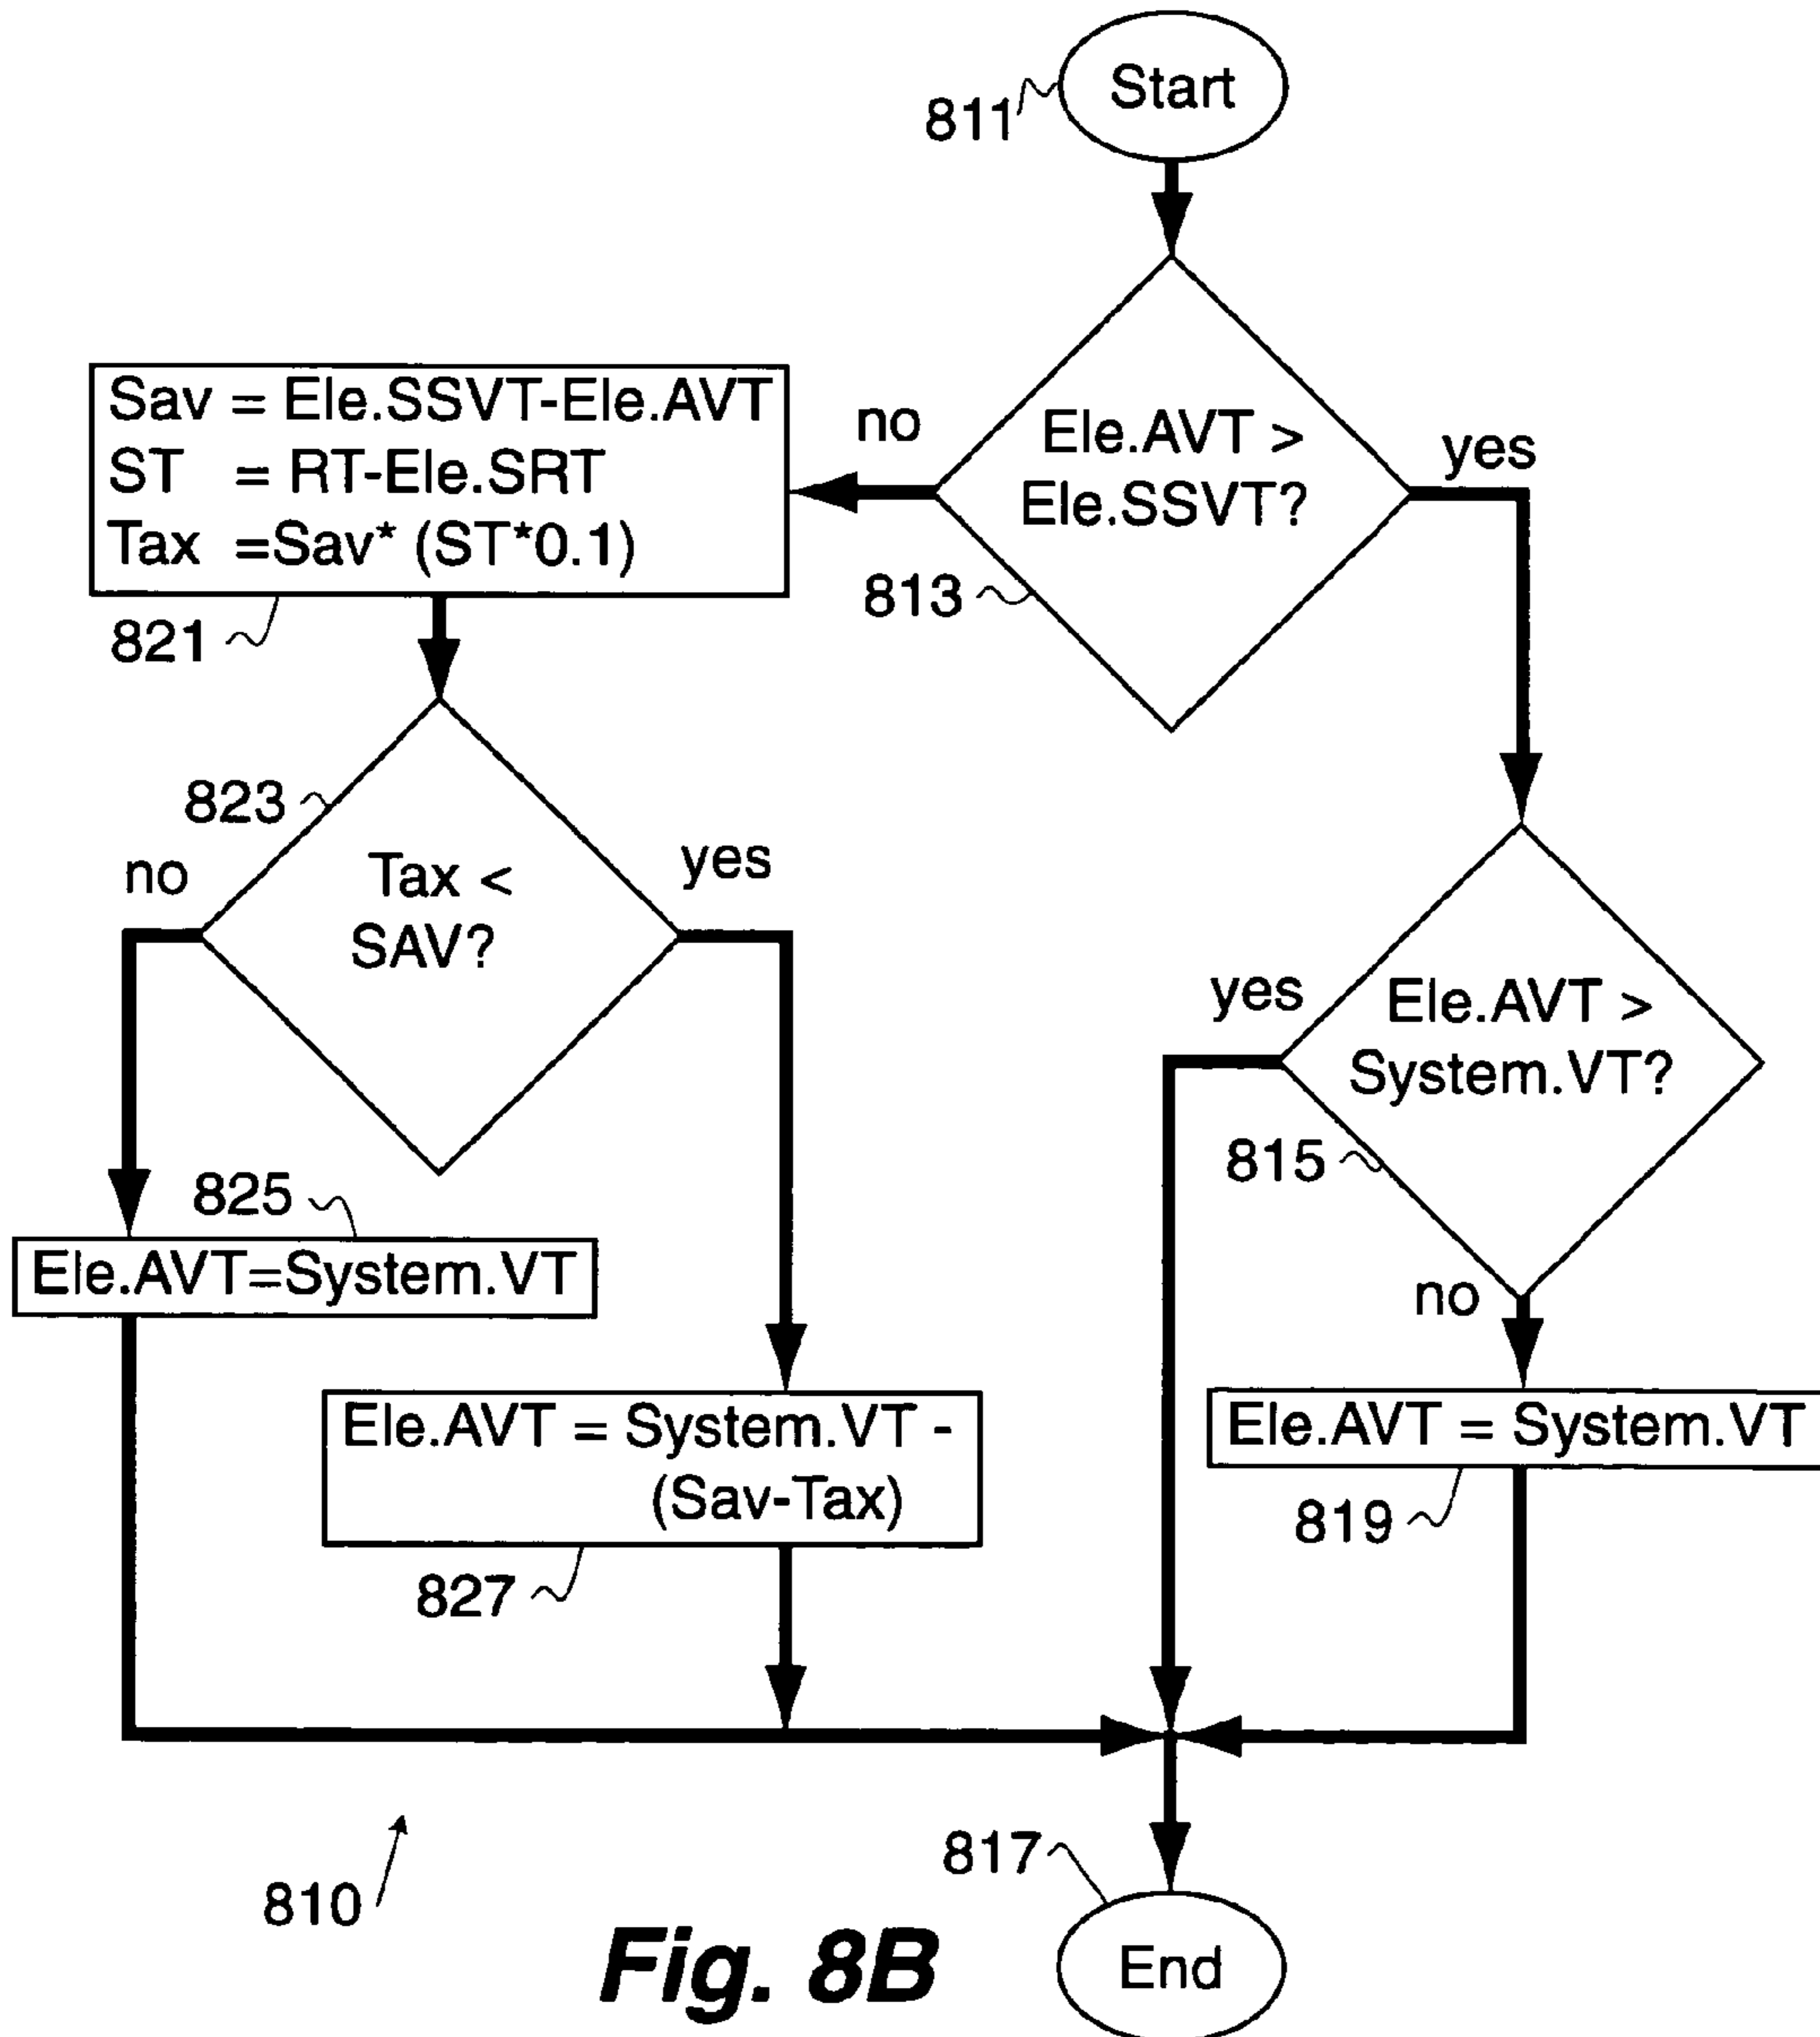 Start
811
Sav = Ele.SSVT-Ele.AVT
ST = RT-Ele.SRT
Tax =Sav* (ST*0.1)
821
no
Ele.AVT >
Ele.SSVT?
yes
813
823
no
Tax <
SAV?
yes
yes
Ele.AVT >
System.VT?
815
no
825
Ele.AVT=System.VT
Ele.AVT = System.VT -
(Sav-Tax)
827
Ele.AVT = System.VT
819
810
817
End
Fig. 8B